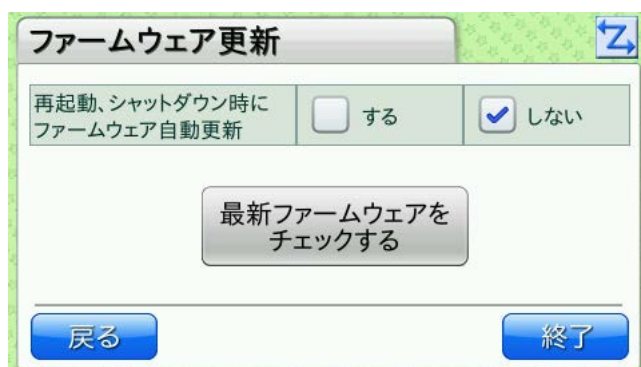 ファームウェア更新
再起動、シャットダウン時に
ファームウェア自動更新
する
しない
最新ファームウェアを
チェックする
戻る
終了